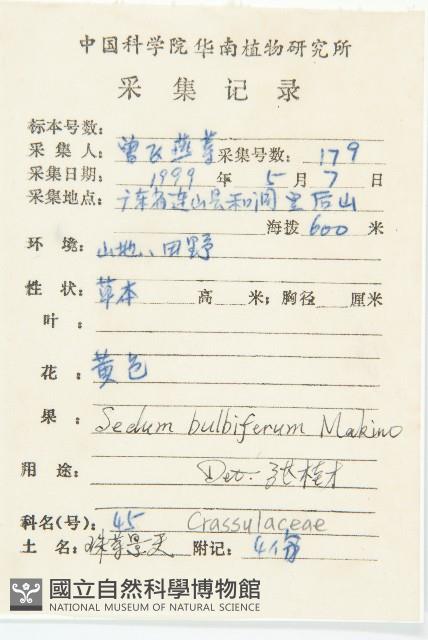 中国科学院华南植物研究所
采集记录
标本号数:
采集人: 曾飞燕等 采集号数: 179
采集日期: 1999 年 5 月 7 日
采集地点: 广东省连山县和洞 后山
海拨 600 米
环境: 山地、田野
性状: 草本 高 米; 胸径 厘米
叶:
花: 黄色
果:
Sedum bulbiferum Makino
用途: Det. 张桂才
科名(号): 45 Crassulaceae
土名: 珠芽景天 附记: 4份
國立自然科學博物館
NATIONAL MUSEUM OF NATURAL SCIENCE